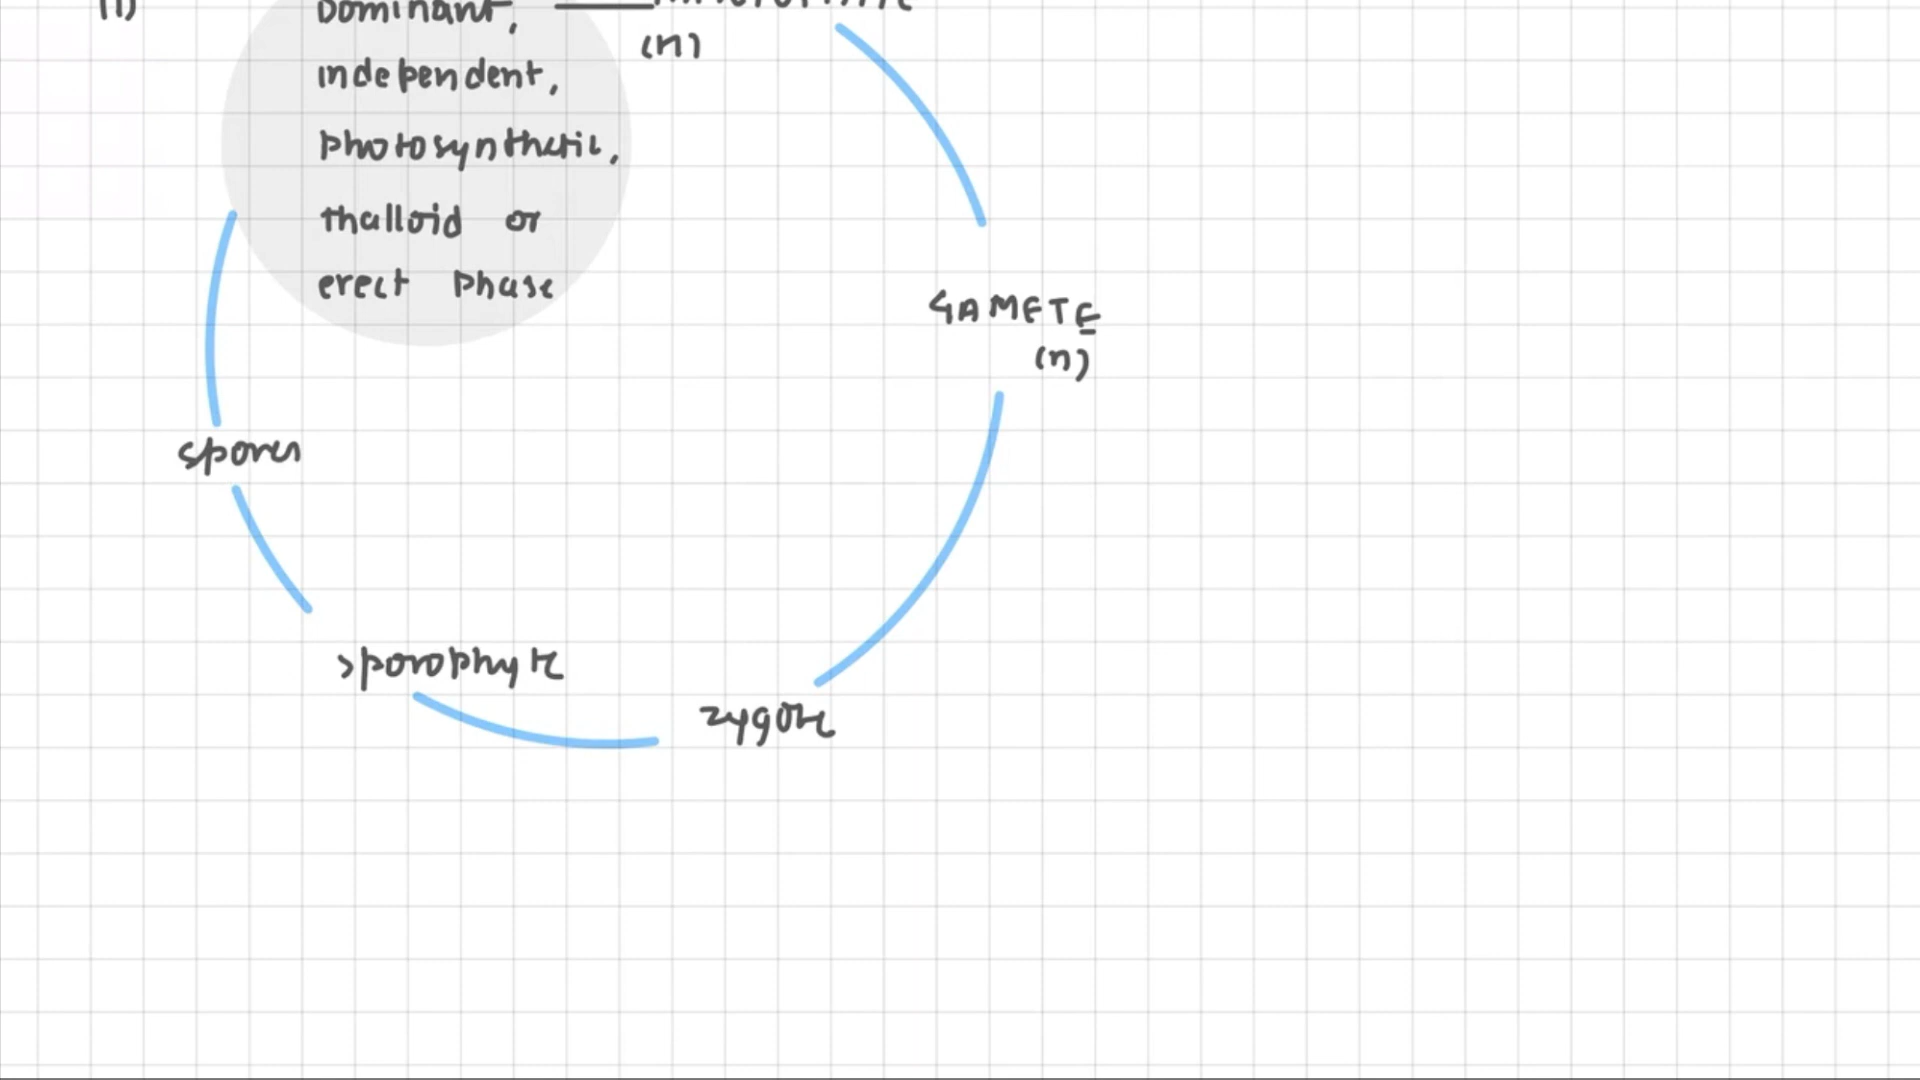 Dominant,
(n)
independent,
photosynthetic,
thalloid or
erect phase
GAMETE
(n)
spores
sporophyte
zygote